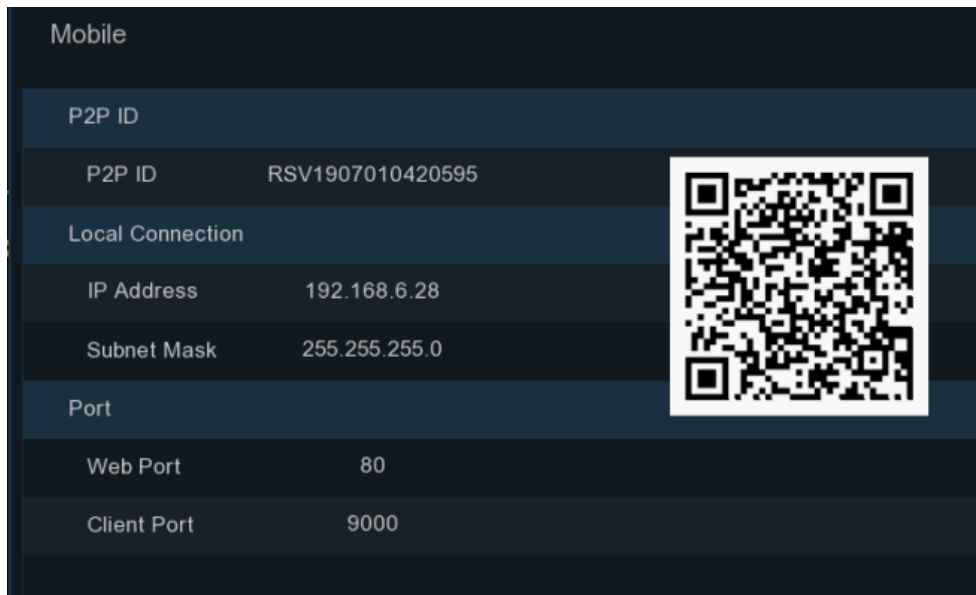 Mobile
P2P ID
P2P ID RSV1907010420595
Local Connection
IP Address 192.168.6.28
Subnet Mask 255.255.255.0
Port
Web Port 80
Client Port 9000